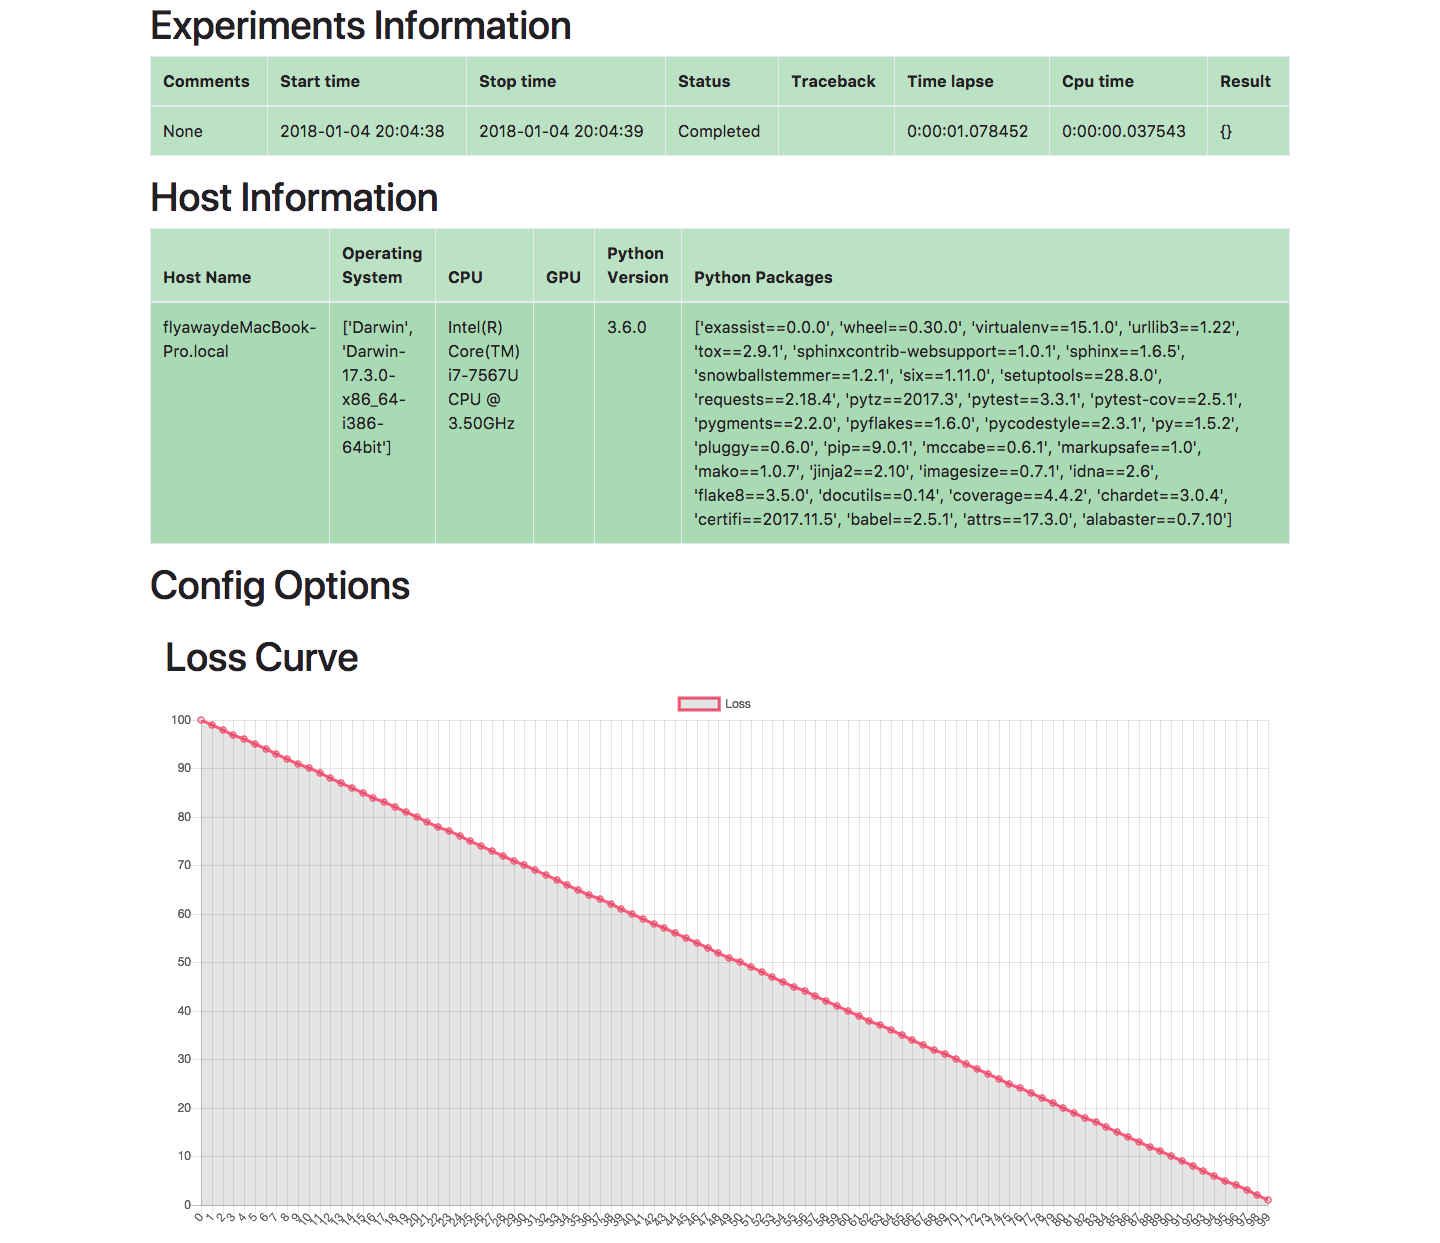 Experiments Information
Comments Start time Stop time Status Traceback Time lapse Cpu time Result
None 2018-01-04 20:04:38 2018-01-04 20:04:39 Completed 0:00:01.078452 0:00:00.037543 {}
Host Information
Host Name Operating System CPU GPU Python Version Python Packages
flyawaydeMacBook-
Pro.local
['Darwin',
'Darwin-
17.3.0-
x86_64-
i386-
64bit']
Intel(R)
Core(TM)
i7-7567U
CPU @
3.50GHz
3.6.0
['exassist==0.0.0', 'wheel==0.30.0', 'virtualenv==15.1.0', 'urllib3==1.22',
'tox==2.9.1', 'sphinxcontrib-websupport==1.0.1', 'sphinx==1.6.5',
'snowballstemmer==1.2.1', 'six==1.11.0', 'setuptools==28.8.0',
'requests==2.18.4', 'pytz==2017.3', 'pytest==3.3.1', 'pytest-cov==2.5.1',
'pygments==2.2.0', 'pyflakes==1.6.0', 'pycodestyle==2.3.1', 'py==1.5.2',
'pluggy==0.6.0', 'pip==9.0.1', 'mccabe==0.6.1', 'markupsafe==1.0',
'mako==1.0.7', 'jinja2==2.10', 'imagesize==0.7.1', 'idna==2.6',
'flake8==3.5.0', 'docutils==0.14', 'coverage==4.4.2', 'chardet==3.0.4',
'certifi==2017.11.5', 'babel==2.5.1', 'attrs==17.3.0', 'alabaster==0.7.10']
Config Options
Loss Curve
Loss
100
90
80
70
60
50
40
30
20
10
0
0 1 2 3 4 5 6 7 8 9 10 11 12 13 14 15 16 17 18 19 20 21 22 23 24 25 26 27 28 29 30 31 32 33 34 35 36 37 38 39 40 41 42 43 44 45 46 47 48 49 50 51 52 53 54 55 56 57 58 59 60 61 62 63 64 65 66 67 68 69 70 71 72 73 74 75 76 77 78 79 80 81 82 83 84 85 86 87 88 89 90 91 92 93 94 95 96 97 98 99